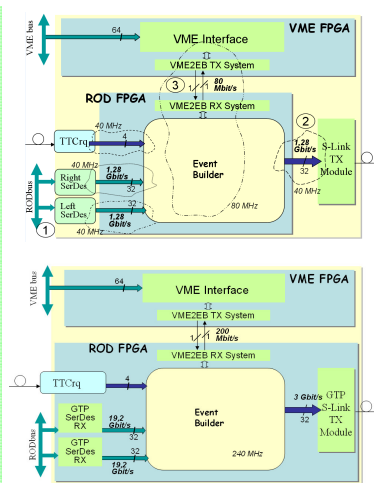 VME FPGA
VME bus
64
VME Interface
VME2EB TX System
3
1
1
80
Mbit/s
ROD FPGA
VME2EB RX System
40 MHz
2
TTCrq
4
Event
Builder
1,28
Gbit/s
32
S-Link
TX
Module
40 MHz
RODbus
40 MHz
Right
SerDes
1,28
Gbit/s
32
Left
SerDes
32
1,28
Gbit/s
1
40 MHz
80 MHz
VME FPGA
VME bus
64
VME Interface
VME2EB TX System
1
1
200
Mbit/s
ROD FPGA
VME2EB RX System
TTCrq
4
Event
Builder
3 Gbit/s
32
GTP
S-Link
TX
Module
RODbus
GTP
SerDes
RX
19,2
Gbit/s
32
GTP
SerDes
RX
32
19,2
Gbit/s
240 MHz